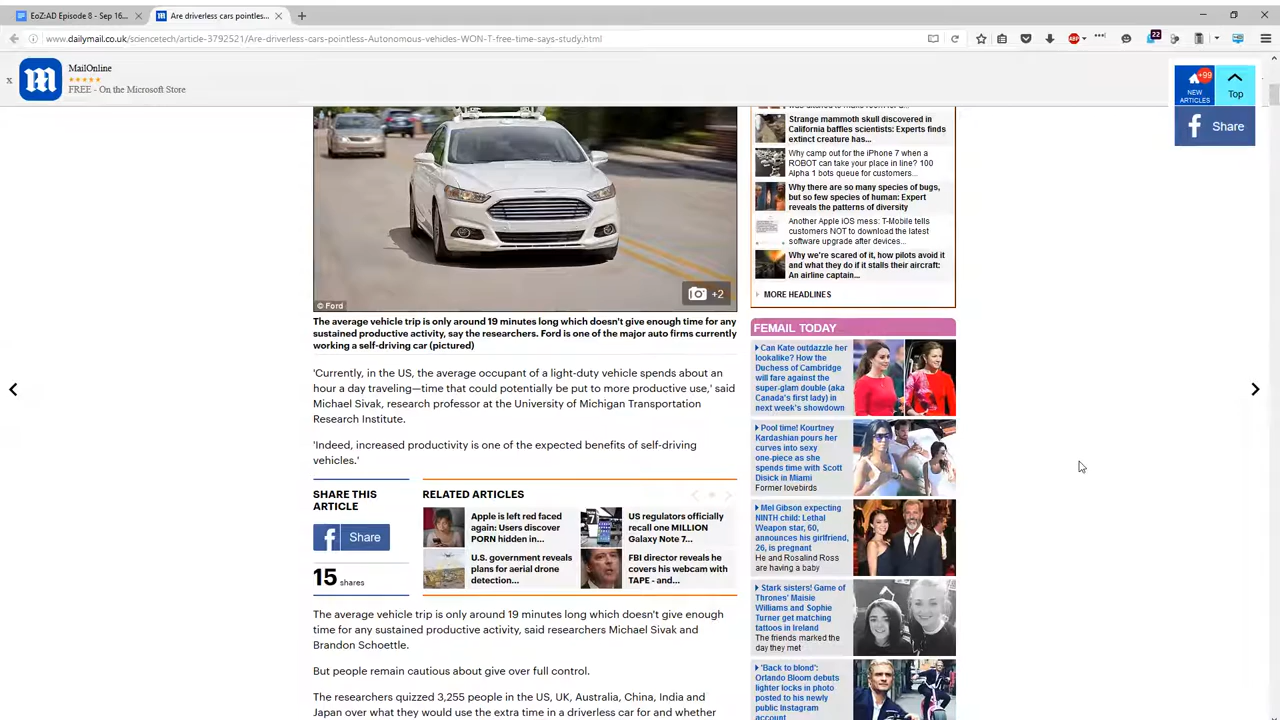 EoZ:AD Episode 8 - Sep 16...
Are driverless cars pointles...
www.dailymail.co.uk/sciencetech/article-3792521/Are-driverless-cars-pointless-Autonomous-vehicles-WON-T-free-time-says-study.html
22
ABP
x
MailOnline
FREE - On the Microsoft Store
+99
NEW
ARTICLES
Top
Share
Strange mammoth skull discovered in
California baffles scientists: Experts finds
extinct creature has...
Why camp out for the iPhone 7 when a
ROBOT can take your place in line? 100
Alpha 1 bots queue for customers...
Why there are so many species of bugs,
but so few species of human: Expert
reveals the patterns of diversity
Another Apple iOS mess: T-Mobile tells
customers NOT to download the latest
software upgrade after devices...
Why we're scared of it, how pilots avoid it
and what they do if it stalls their aircraft:
An airline captain...
MORE HEADLINES
© Ford
+2
The average vehicle trip is only around 19 minutes long which doesn't give enough time for any
sustained productive activity, say the researchers. Ford is one of the major auto firms currently
working a self-driving car (pictured)
'Currently, in the US, the average occupant of a light-duty vehicle spends about an
hour a day traveling—time that could potentially be put to more productive use,' said
Michael Sivak, research professor at the University of Michigan Transportation
Research Institute.
'Indeed, increased productivity is one of the expected benefits of self-driving
vehicles.'
SHARE THIS
ARTICLE
Share
15 shares
RELATED ARTICLES
Apple is left red faced
again: Users discover
PORN hidden in...
US regulators officially
recall one MILLION
Galaxy Note 7...
U.S. government reveals
plans for aerial drone
detection...
FBI director reveals he
covers his webcam with
TAPE - and...
The average vehicle trip is only around 19 minutes long which doesn't give enough
time for any sustained productive activity, said researchers Michael Sivak and
Brandon Schoettle.
But people remain cautious about give over full control.
The researchers quizzed 3,255 people in the US, UK, Australia, China, India and
Japan over what they would use the extra time in a driverless car for and whether
FEMAIL TODAY
Can Kate outdazzle her
lookalike? How the
Duchess of Cambridge
will fare against the
super-glam double (aka
Canada's first lady) in
next week's showdown
Pool time! Kourtney
Kardashian pours her
curves into sexy
one-piece as she
spends time with Scott
Disick in Miami
Former lovebirds
Mel Gibson expecting
NINTH child: Lethal
Weapon star, 60,
announces his girlfriend,
26, is pregnant
He and Rosalind Ross
are having a baby
Stark sisters! Game of
Thrones' Maisie
Williams and Sophie
Turner get matching
tattoos in Ireland
The friends marked the
day they met
'Back to blond':
Orlando Bloom debuts
lighter locks in photo
posted to his newly
public Instagram
account